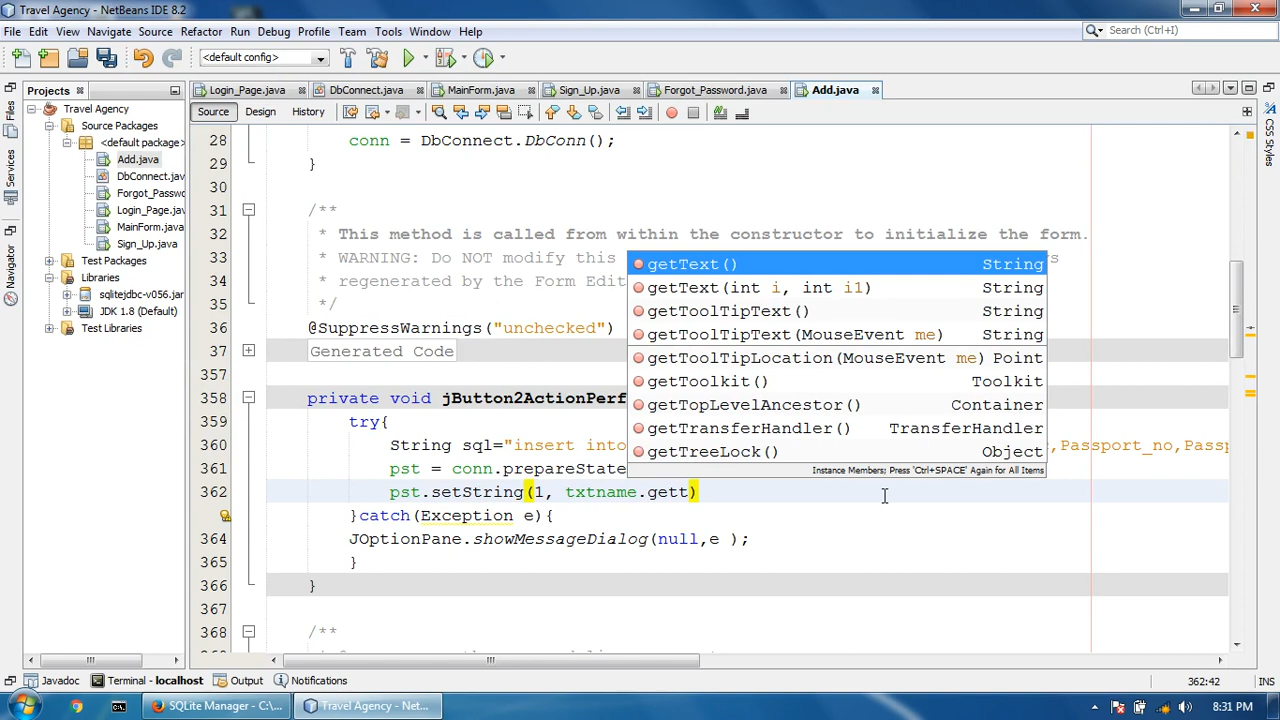 Travel Agency - NetBeans IDE 8.2
File Edit View Navigate Source Refactor Run Debug Profile Team Tools Window Help
Search (Ctrl+I)
<default config>
Projects
Login_Page.java DbConnect.java MainForm.java Sign_Up.java Forgot_Password.java Add.java
Source Design History
Files
Services
Navigator
CSS Styles
Travel Agency
Source Packages
<default package>
Add.java
DbConnect.java
Forgot_Passwo
Login_Page.jav
MainForm.java
Sign_Up.java
Test Packages
Libraries
sqlitejdbc-v056.jar
JDK 1.8 (Default)
Test Libraries
28 conn = DbConnect.DbConn();
29 }
30
31 /**
32 * This method is called from within the constructor to initialize the form.
33 * WARNING: Do NOT modify this
34 * regenerated by the Form Edit
35 */
36 @SuppressWarnings("unchecked")
37 Generated Code
357
358 private void jButton2ActionPerf
359 try{
360 String sql="insert into ,Passport_no,Passp
361 pst = conn.prepareState
362 pst.setString(1, txtname.gett)
}catch(Exception e){
364 JOptionPane.showMessageDialog(null,e );
365 }
366 }
367
368 /**
getText() String
getText(int i, int i1) String
getToolTipText() String
getToolTipText(MouseEvent me) String
getToolTipLocation(MouseEvent me) Point
getToolkit() Toolkit
getTopLevelAncestor() Container
getTransferHandler() TransferHandler
getTreeLock() Object
Instance Members; Press 'Ctrl+SPACE' Again for All Items
Javadoc Terminal - localhost Output Notifications
362:42 INS
SQLite Manager - C:\... Travel Agency - Net...
8:31 PM